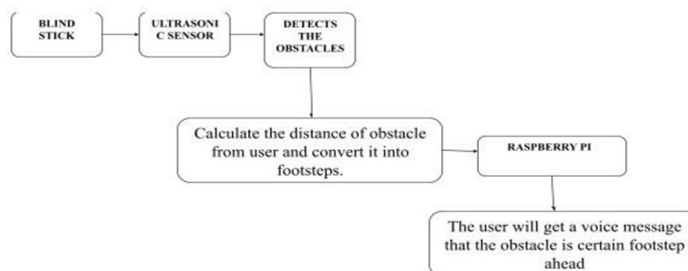 BLIND
STICK
ULTRASONI
C SENSOR
DETECTS
THE
OBSTACLES
Calculate the distance of obstacle
from user and convert it into
footsteps.
RASPBERRY PI
The user will get a voice message
that the obstacle is certain footstep
ahead